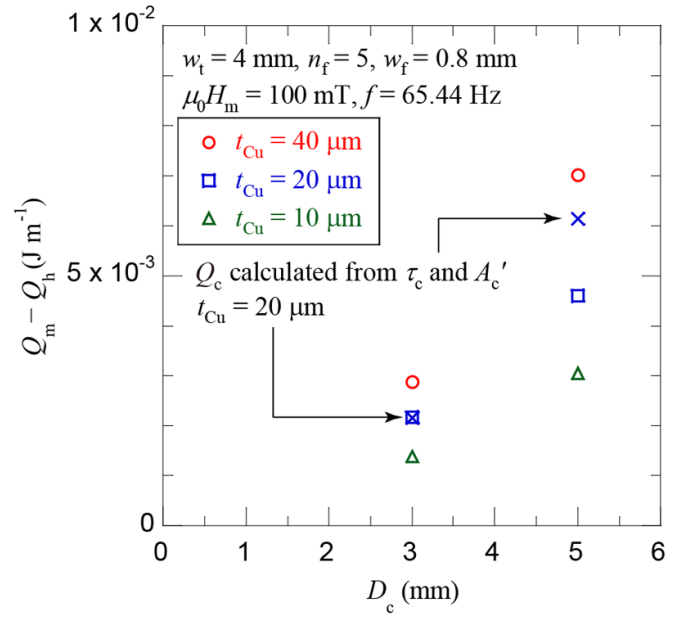 1 x 10⁻²
w_t = 4 mm, n_f = 5, w_f = 0.8 mm
μ₀H_m = 100 mT, f = 65.44 Hz
t_Cu = 40 μm
t_Cu = 20 μm
t_Cu = 10 μm
Q_m − Q_h (J m⁻¹)
5 x 10⁻³
Q_c calculated from τ_c and A_c′
t_Cu = 20 μm
0
0 1 2 3 4 5 6
D_c (mm)